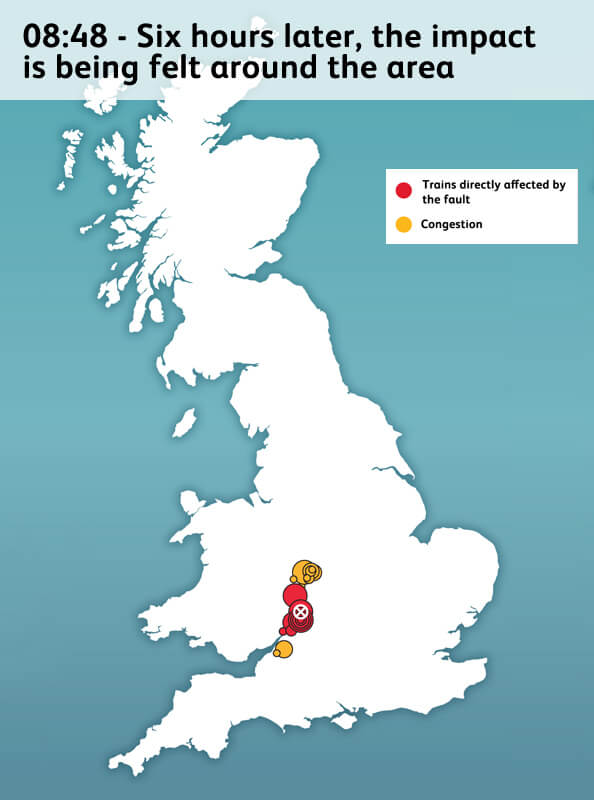 08:48 - Six hours later, the impact
is being felt around the area
Trains directly affected by
the fault
Congestion